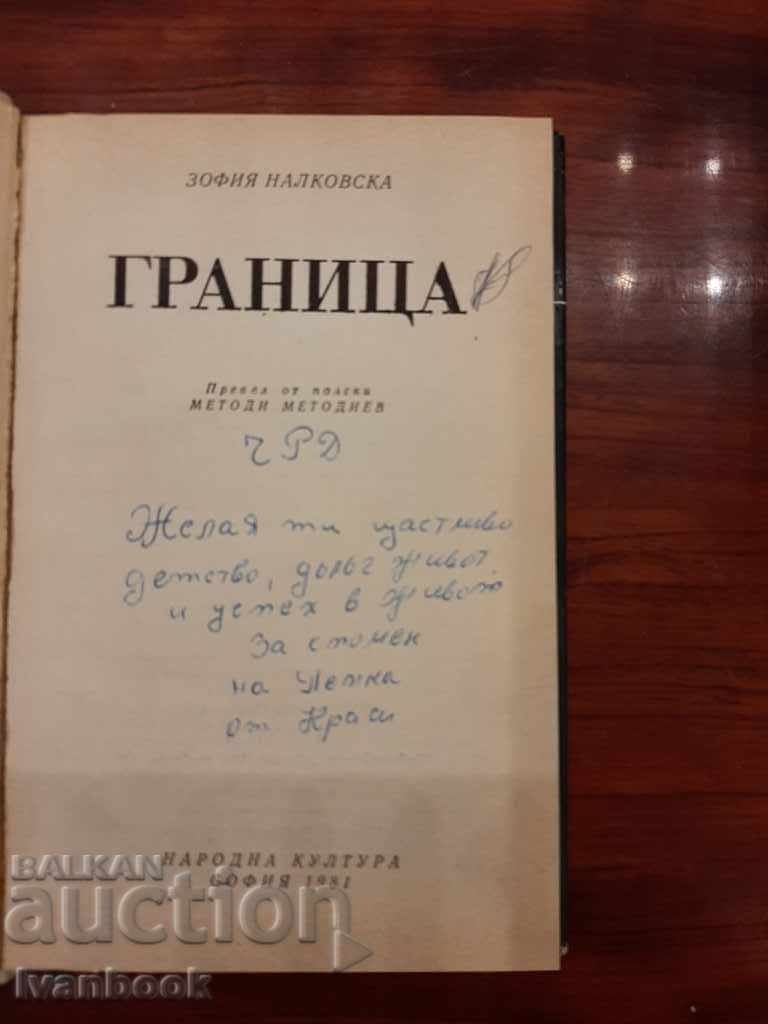 ЗОФИЯ НАЛКОВСКА
ГРАНИЦА
Превел от полски
МЕТОДИ МЕТОДИЕВ
ЧРД
Желая ти щастливо
детство, дълъг живот
и успех в живота
За спомен
на Пепка
от Краси
НАРОДНА КУЛТУРА
СОФИЯ 1981
BALKAN
auction
Ivanbook